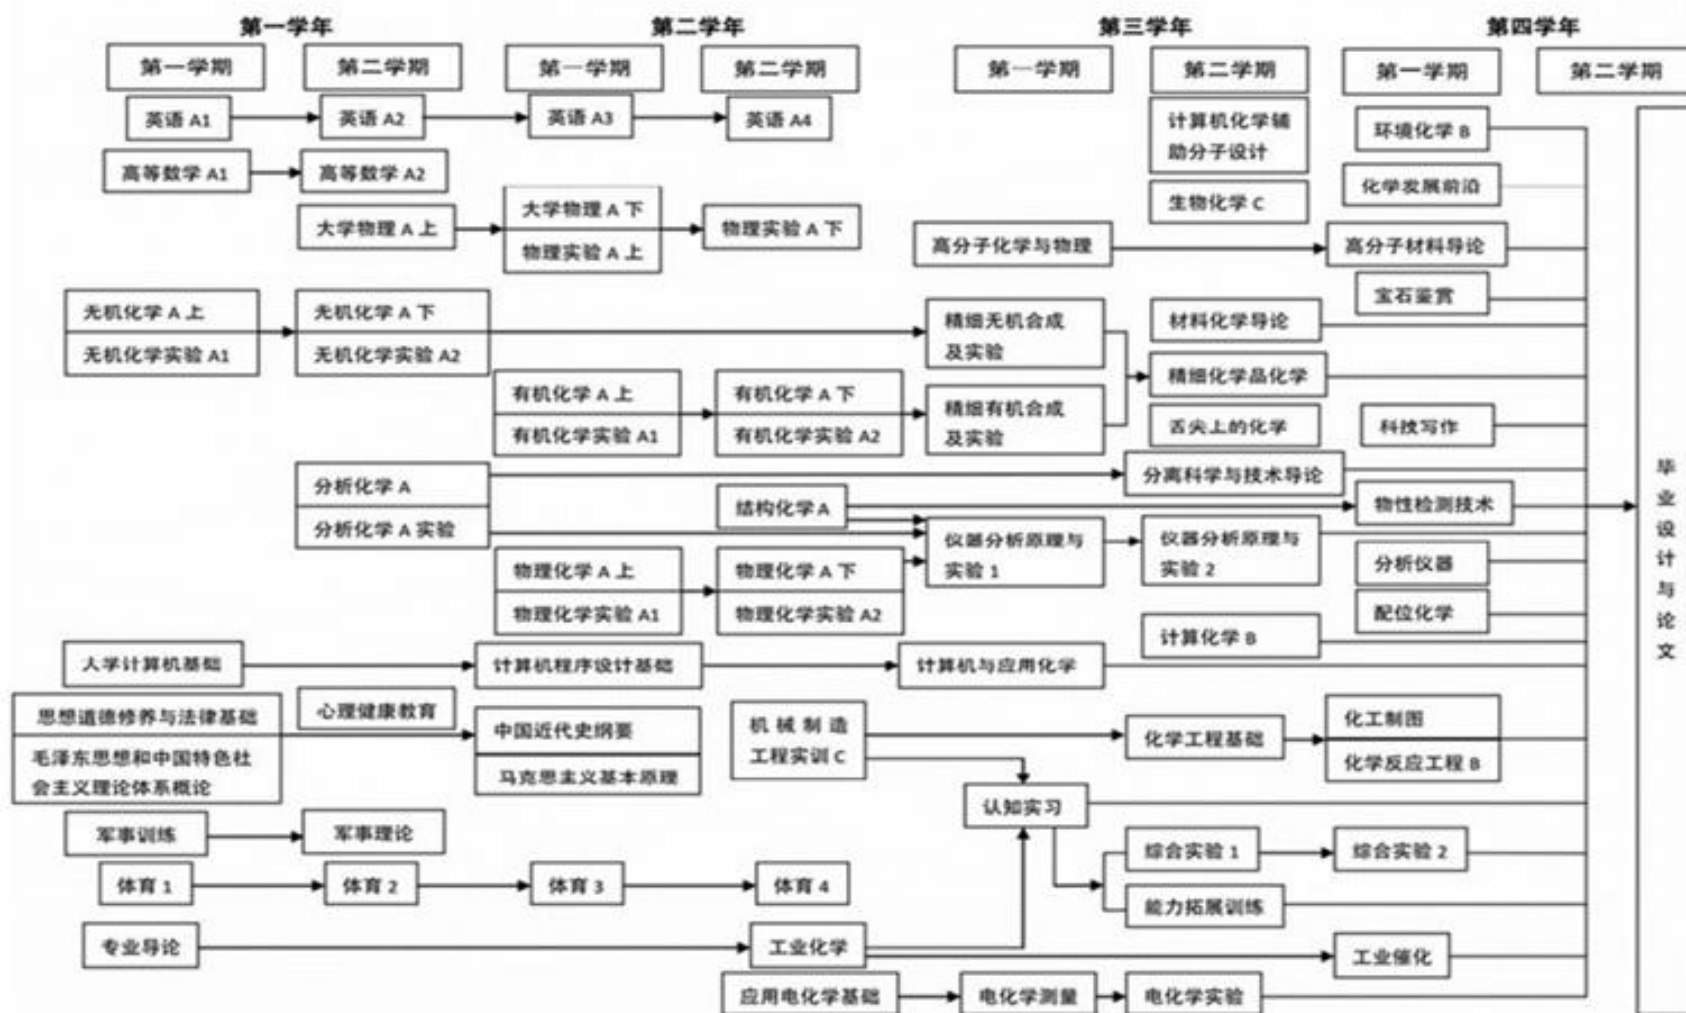 第一学年
第二学年
第三学年
第四学年
第一学期
第二学期
第一学期
第二学期
第一学期
第二学期
第一学期
第二学期
英语 A1
英语 A2
英语 A3
英语 A4
计算机化学辅
助分子设计
环境化学 B
高等数学 A1
高等数学 A2
生物化学 C
化学发展前沿
大学物理 A 上
大学物理 A 下
物理实验 A 上
物理实验 A 下
高分子化学与物理
高分子材料导论
宝石鉴赏
无机化学 A 上
无机化学实验 A1
无机化学 A 下
无机化学实验 A2
精细无机合成
及实验
材料化学导论
精细化学品化学
有机化学 A 上
有机化学实验 A1
有机化学 A 下
有机化学实验 A2
精细有机合成
及实验
舌尖上的化学
科技写作
分析化学 A
分析化学 A 实验
结构化学 A
分离科学与技术导论
物性检测技术
仪器分析原理与
实验 1
仪器分析原理与
实验 2
分析仪器
物理化学 A 上
物理化学实验 A1
物理化学 A 下
物理化学实验 A2
配位化学
计算化学 B
人学计算机基础
计算机程序设计基础
计算机与应用化学
思想道德修养与法律基础
毛泽东思想和中国特色社
会主义理论体系概论
心理健康教育
中国近代史纲要
马克思主义基本原理
机械制造
工程实训 C
化学工程基础
化工制图
化学反应工程 B
认知实习
军事训练
军事理论
综合实验 1
综合实验 2
体育 1
体育 2
体育 3
体育 4
能力拓展训练
专业导论
工业化学
工业催化
应用电化学基础
电化学测量
电化学实验
毕业设计与论文